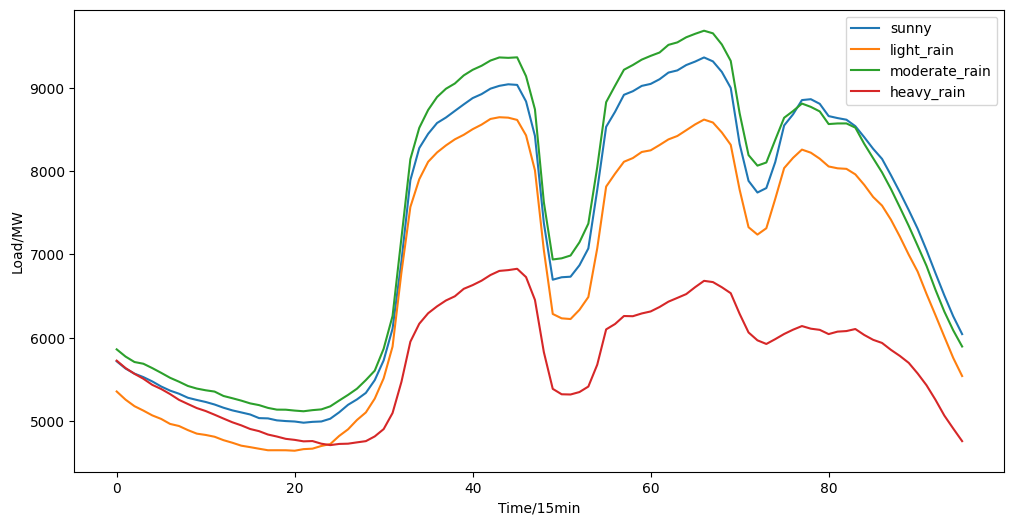 sunny
light_rain
moderate_rain
heavy_rain
9000
8000
7000
6000
5000
Load/MW
0 20 40 60 80
Time/15min